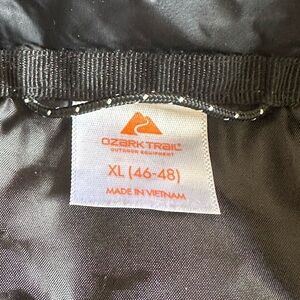 OZARK TRAIL
OUTDOOR EQUIPMENT
XL (46-48)
MADE IN VIETNAM